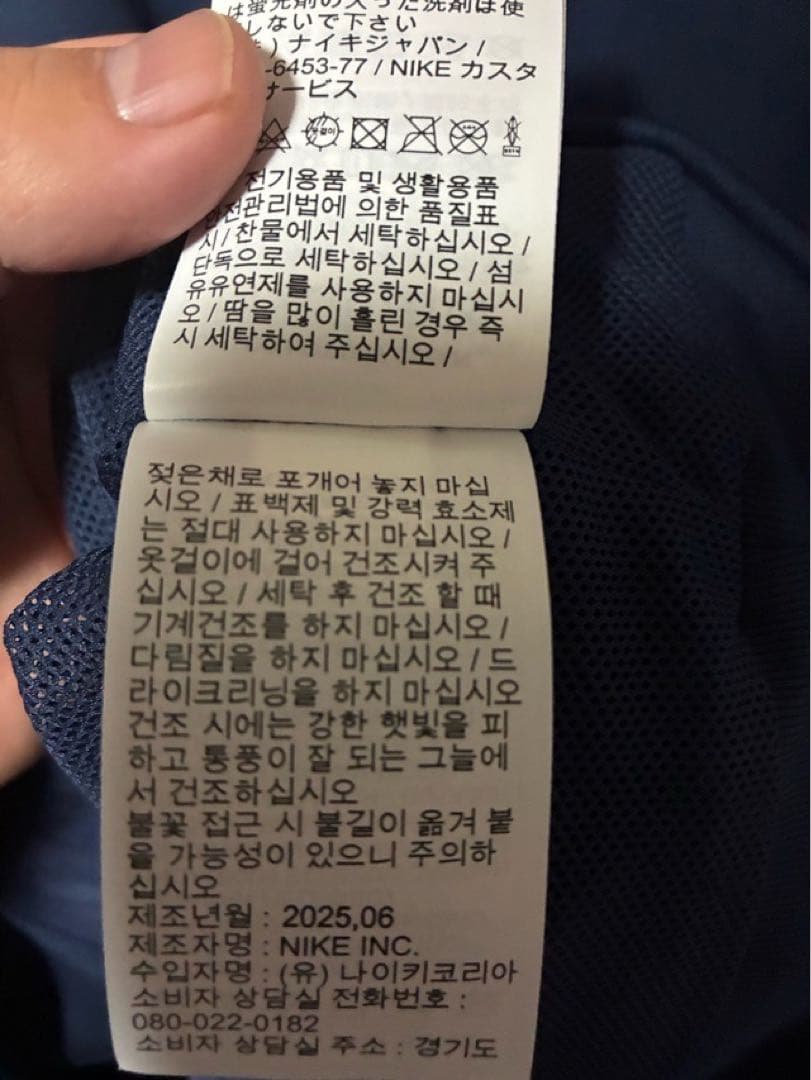 は蛍光剤の入った洗剤は使
しないで下さい
) ナイキジャパン /
-6453-77 / NIKE カスタ
サービス
전기용품 및 생활용품
안전관리법에 의한 품질표
시 / 찬물에서 세탁하십시오 /
단독으로 세탁하십시오 / 섬
유유연제를 사용하지 마십시
오 / 땀을 많이 흘린 경우 즉
시 세탁하여 주십시오 /
젖은채로 포개어 놓지 마십
시오 / 표백제 및 강력 효소제
는 절대 사용하지 마십시오 /
옷걸이에 걸어 건조시켜 주
십시오 / 세탁 후 건조 할 때
기계건조를 하지 마십시오 /
다림질을 하지 마십시오 / 드
라이크리닝을 하지 마십시오
건조 시에는 강한 햇빛을 피
하고 통풍이 잘 되는 그늘에
서 건조하십시오
불꽃 접근 시 불길이 옮겨 붙
을 가능성이 있으니 주의하
십시오
제조년월 : 2025,06
제조자명 : NIKE INC.
수입자명 : (유) 나이키코리아
소비자 상담실 전화번호 :
080-022-0182
소비자 상담실 주소 : 경기도